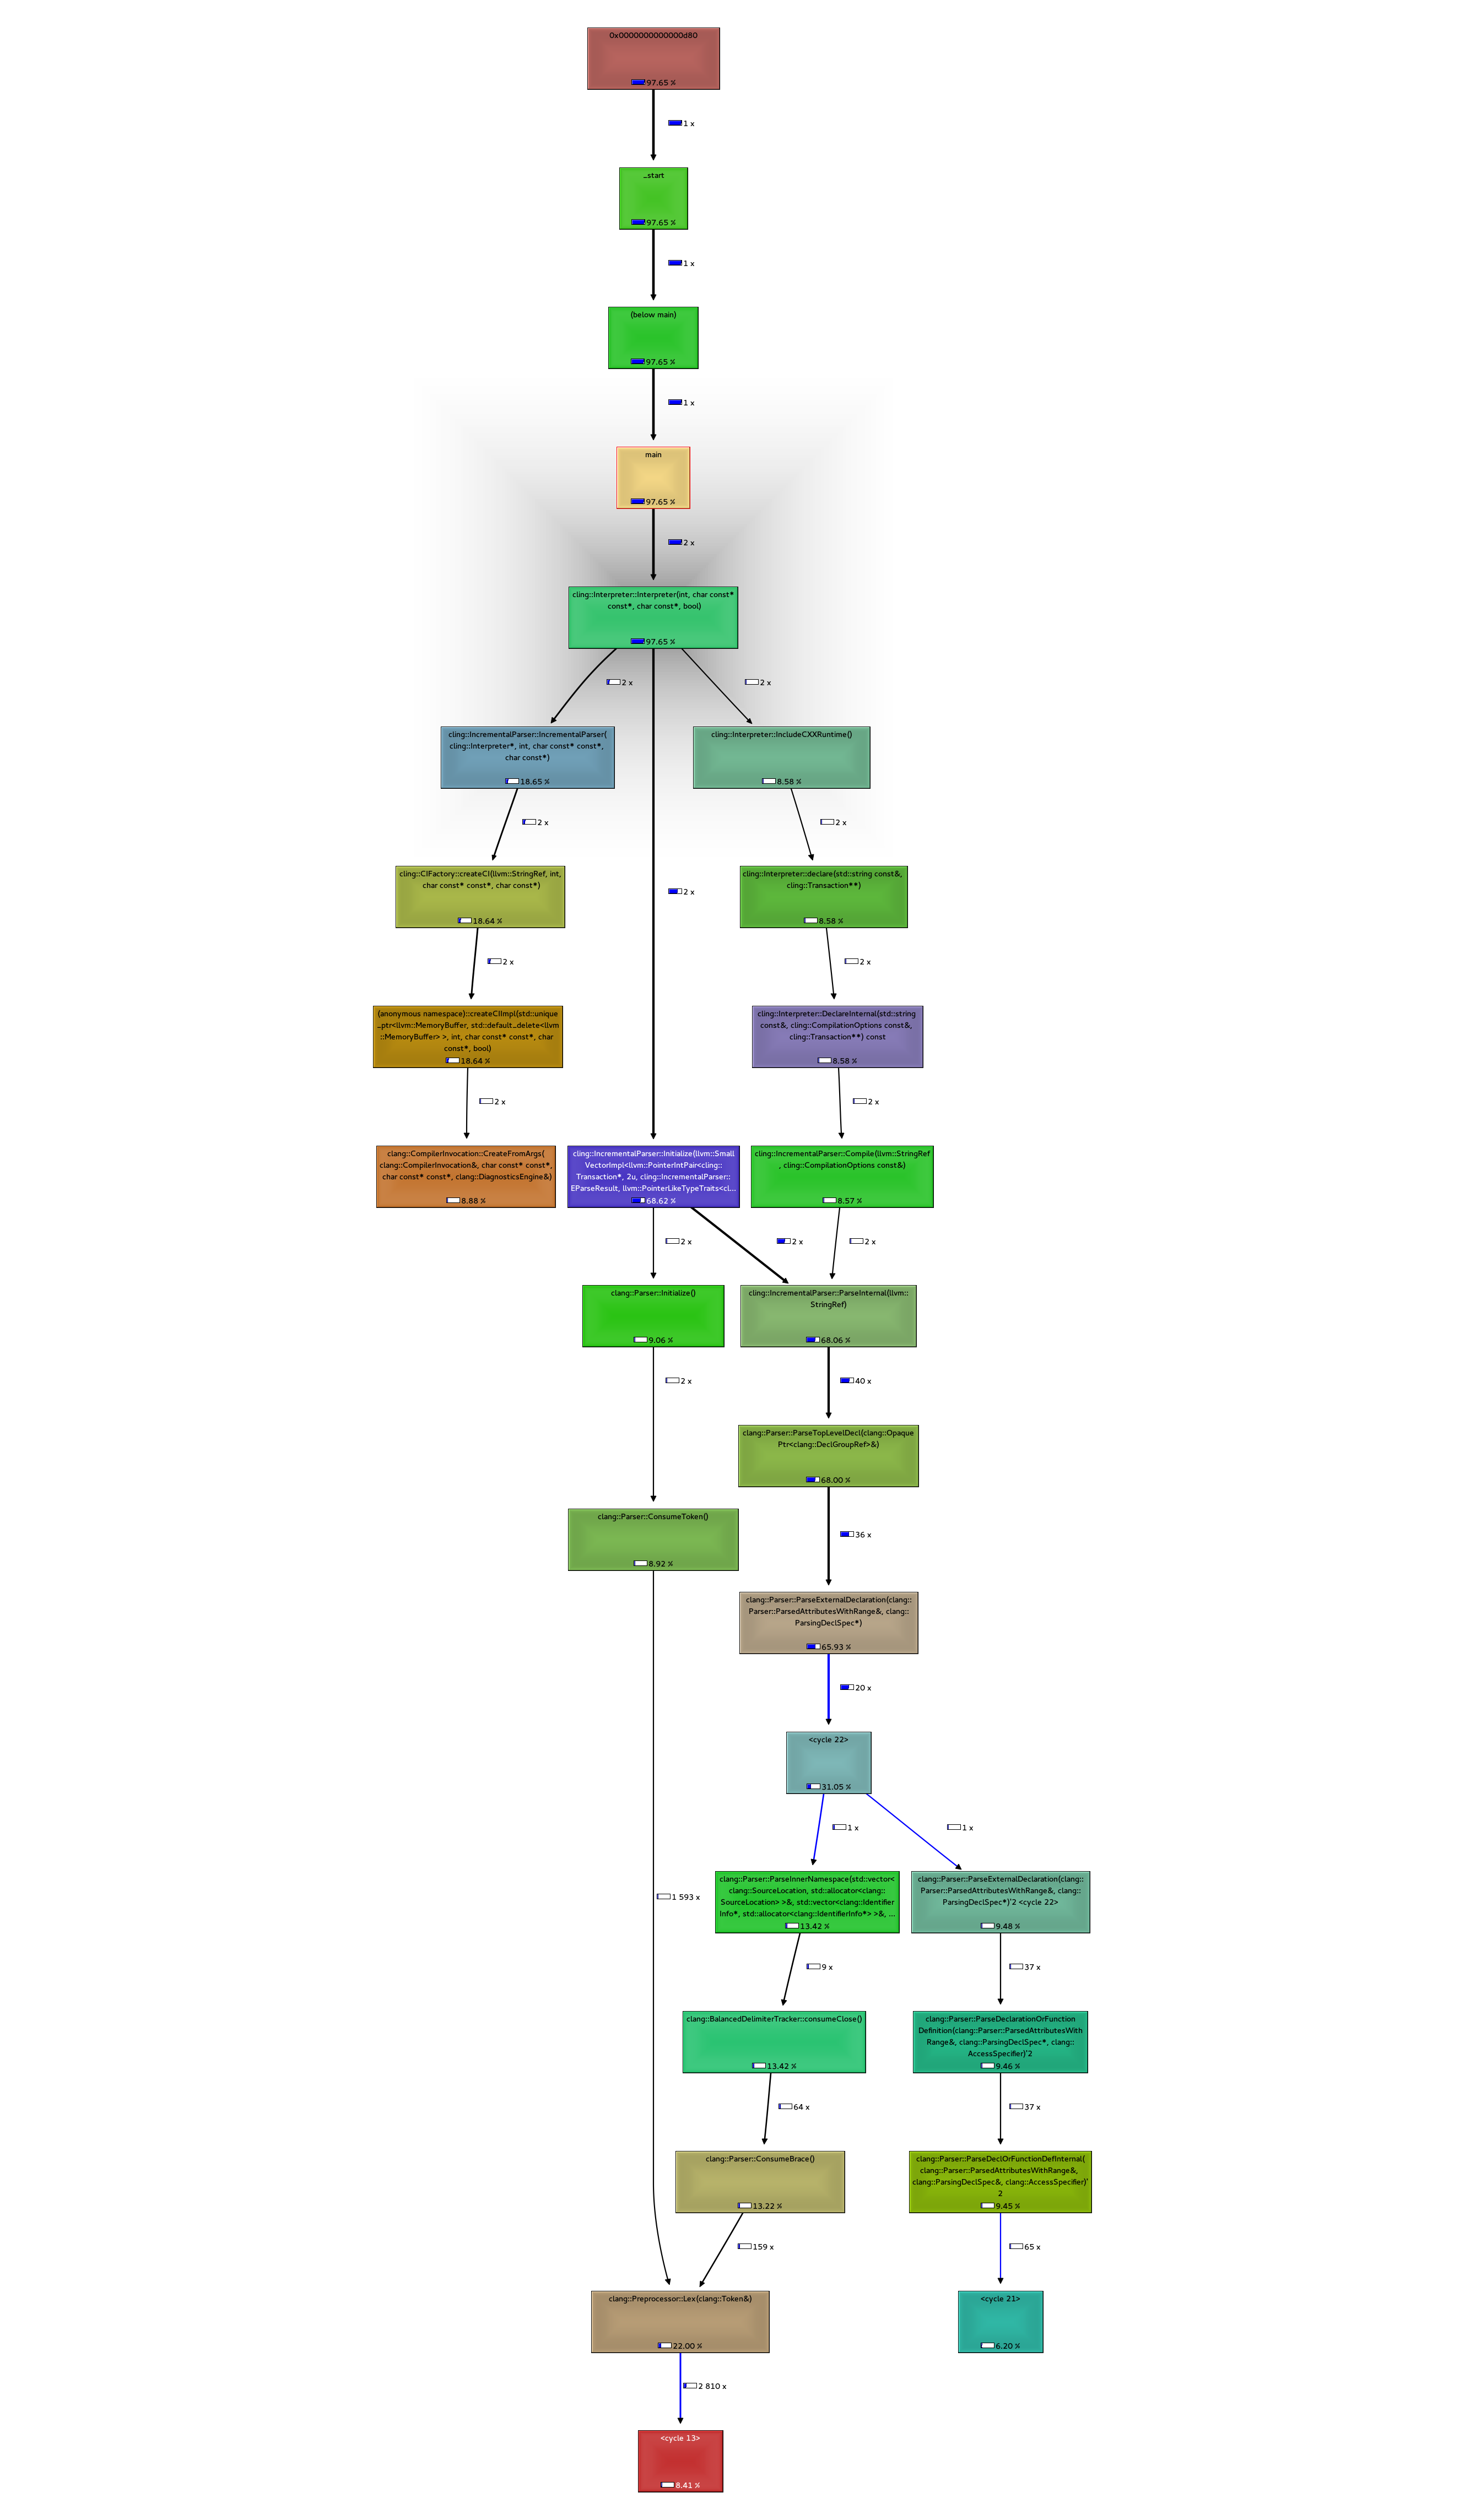 0x0000000000000d80
97.65 %
1 x
_start
97.65 %
1 x
(below main)
97.65 %
1 x
main
97.65 %
2 x
cling::Interpreter::Interpreter(int, char const*
const*, char const*, bool)
97.65 %
2 x
2 x
cling::IncrementalParser::IncrementalParser(
cling::Interpreter*, int, char const* const*,
char const*)
18.65 %
cling::Interpreter::IncludeCXXRuntime()
8.58 %
2 x
2 x
cling::CIFactory::createCI(llvm::StringRef, int,
char const* const*, char const*)
18.64 %
2 x
cling::Interpreter::declare(std::string const&,
cling::Transaction**)
8.58 %
2 x
2 x
(anonymous namespace)::createCIImpl(std::unique
_ptr<llvm::MemoryBuffer, std::default_delete<llvm
::MemoryBuffer> >, int, char const* const*, char
const*, bool)
18.64 %
cling::Interpreter::DeclareInternal(std::string
const&, cling::CompilationOptions const&,
cling::Transaction**) const
8.58 %
2 x
2 x
clang::CompilerInvocation::CreateFromArgs(
clang::CompilerInvocation&, char const* const*,
char const* const*, clang::DiagnosticsEngine&)
8.88 %
cling::IncrementalParser::Initialize(llvm::Small
VectorImpl<llvm::PointerIntPair<cling::
Transaction*, 2u, cling::IncrementalParser::
EParseResult, llvm::PointerLikeTypeTraits<cl...
68.62 %
cling::IncrementalParser::Compile(llvm::StringRef
, cling::CompilationOptions const&)
8.57 %
2 x
2 x
2 x
clang::Parser::Initialize()
9.06 %
cling::IncrementalParser::ParseInternal(llvm::
StringRef)
68.06 %
2 x
40 x
clang::Parser::ParseTopLevelDecl(clang::Opaque
Ptr<clang::DeclGroupRef>&)
68.00 %
clang::Parser::ConsumeToken()
8.92 %
36 x
clang::Parser::ParseExternalDeclaration(clang::
Parser::ParsedAttributesWithRange&, clang::
ParsingDeclSpec*)
65.93 %
20 x
<cycle 22>
31.05 %
1 x
1 x
1 593 x
clang::Parser::ParseInnerNamespace(std::vector<
clang::SourceLocation, std::allocator<clang::
SourceLocation> >&, std::vector<clang::Identifier
Info*, std::allocator<clang::IdentifierInfo*> >&, ...
13.42 %
clang::Parser::ParseExternalDeclaration(clang::
Parser::ParsedAttributesWithRange&, clang::
ParsingDeclSpec*)'2 <cycle 22>
9.48 %
9 x
37 x
clang::BalancedDelimiterTracker::consumeClose()
13.42 %
clang::Parser::ParseDeclarationOrFunction
Definition(clang::Parser::ParsedAttributesWith
Range&, clang::ParsingDeclSpec*, clang::
AccessSpecifier)'2
9.46 %
64 x
37 x
clang::Parser::ConsumeBrace()
13.22 %
clang::Parser::ParseDeclOrFunctionDefInternal(
clang::Parser::ParsedAttributesWithRange&,
clang::ParsingDeclSpec&, clang::AccessSpecifier)'
2
9.45 %
159 x
65 x
clang::Preprocessor::Lex(clang::Token&)
22.00 %
<cycle 21>
6.20 %
2 810 x
<cycle 13>
8.41 %